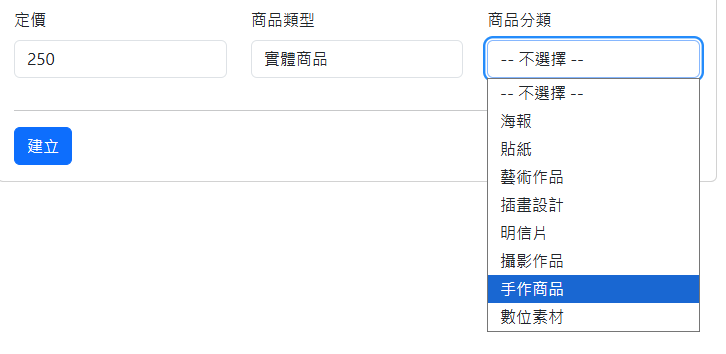 定價
商品類型
商品分類
250
實體商品
-- 不選擇 --
-- 不選擇 --
海報
貼紙
建立
藝術作品
插畫設計
明信片
攝影作品
手作商品
數位素材